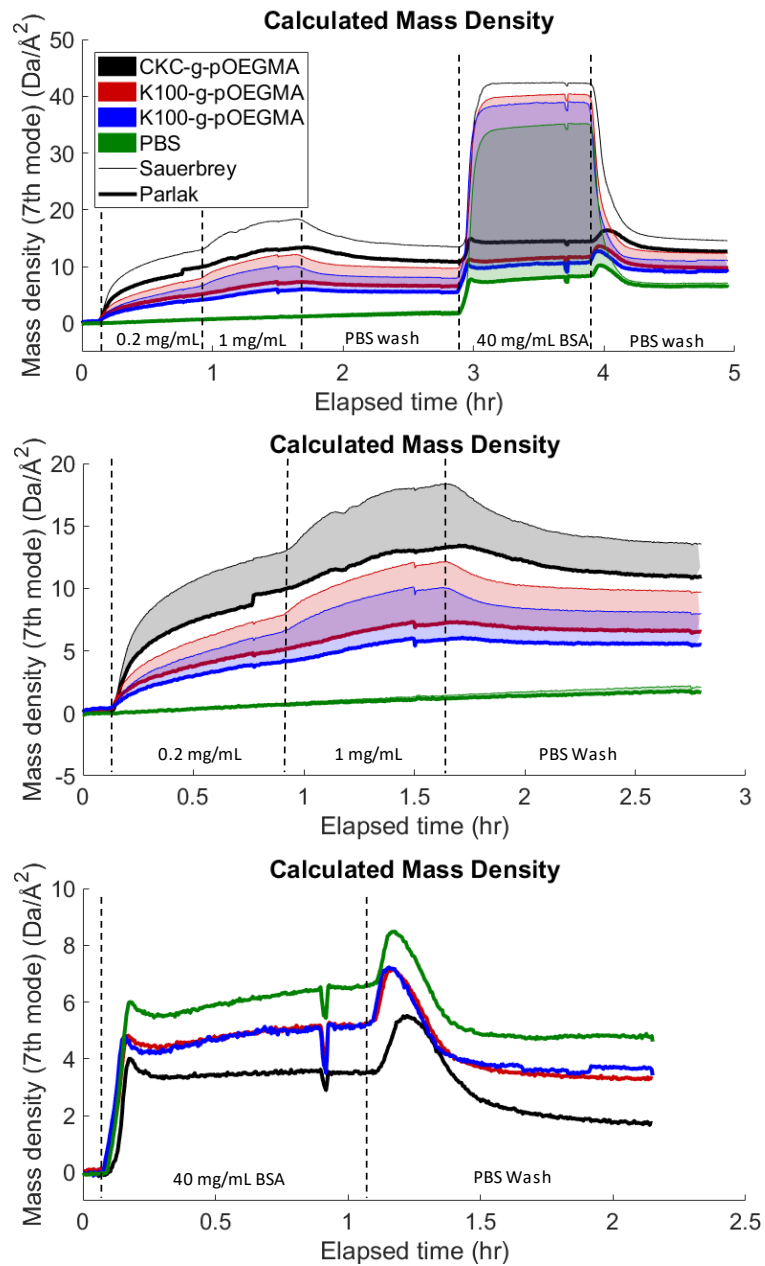 Calculated Mass Density
Mass density (7th mode) (Da/Å²)
50
40
30
20
10
0
CKC-g-pOEGMA
K100-g-pOEGMA
K100-g-pOEGMA
PBS
Sauerbrey
Parlak
0.2 mg/mL 1 mg/mL PBS wash 40 mg/mL BSA PBS wash
0 1 2 3 4 5
Elapsed time (hr)
Calculated Mass Density
Mass density (7th mode) (Da/Å²)
20
15
10
5
0
-5
0.2 mg/mL 1 mg/mL PBS Wash
0 0.5 1 1.5 2 2.5 3
Elapsed time (hr)
Calculated Mass Density
Mass density (7th mode) (Da/Å²)
10
8
6
4
2
0
40 mg/mL BSA PBS Wash
0 0.5 1 1.5 2 2.5
Elapsed time (hr)